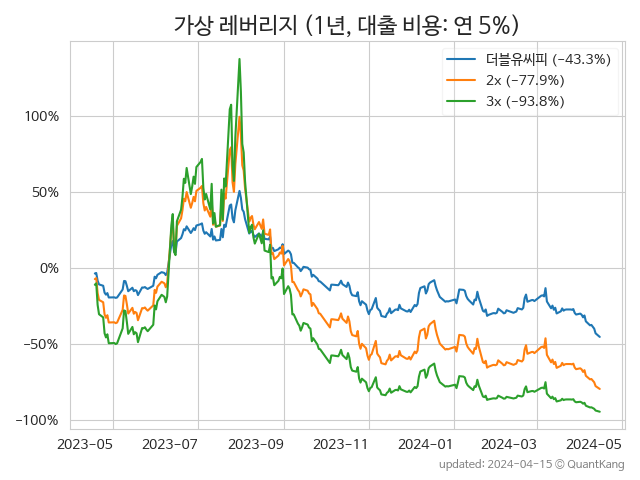 가상 레버리지 (1년, 대출 비용: 연 5%)
더블유씨피 (−43.3%)
2x (−77.9%)
3x (−93.8%)
100%
50%
0%
−50%
−100%
2023-05 2023-07 2023-09 2023-11 2024-01 2024-03 2024-05
updated: 2024-04-15 © QuantKang